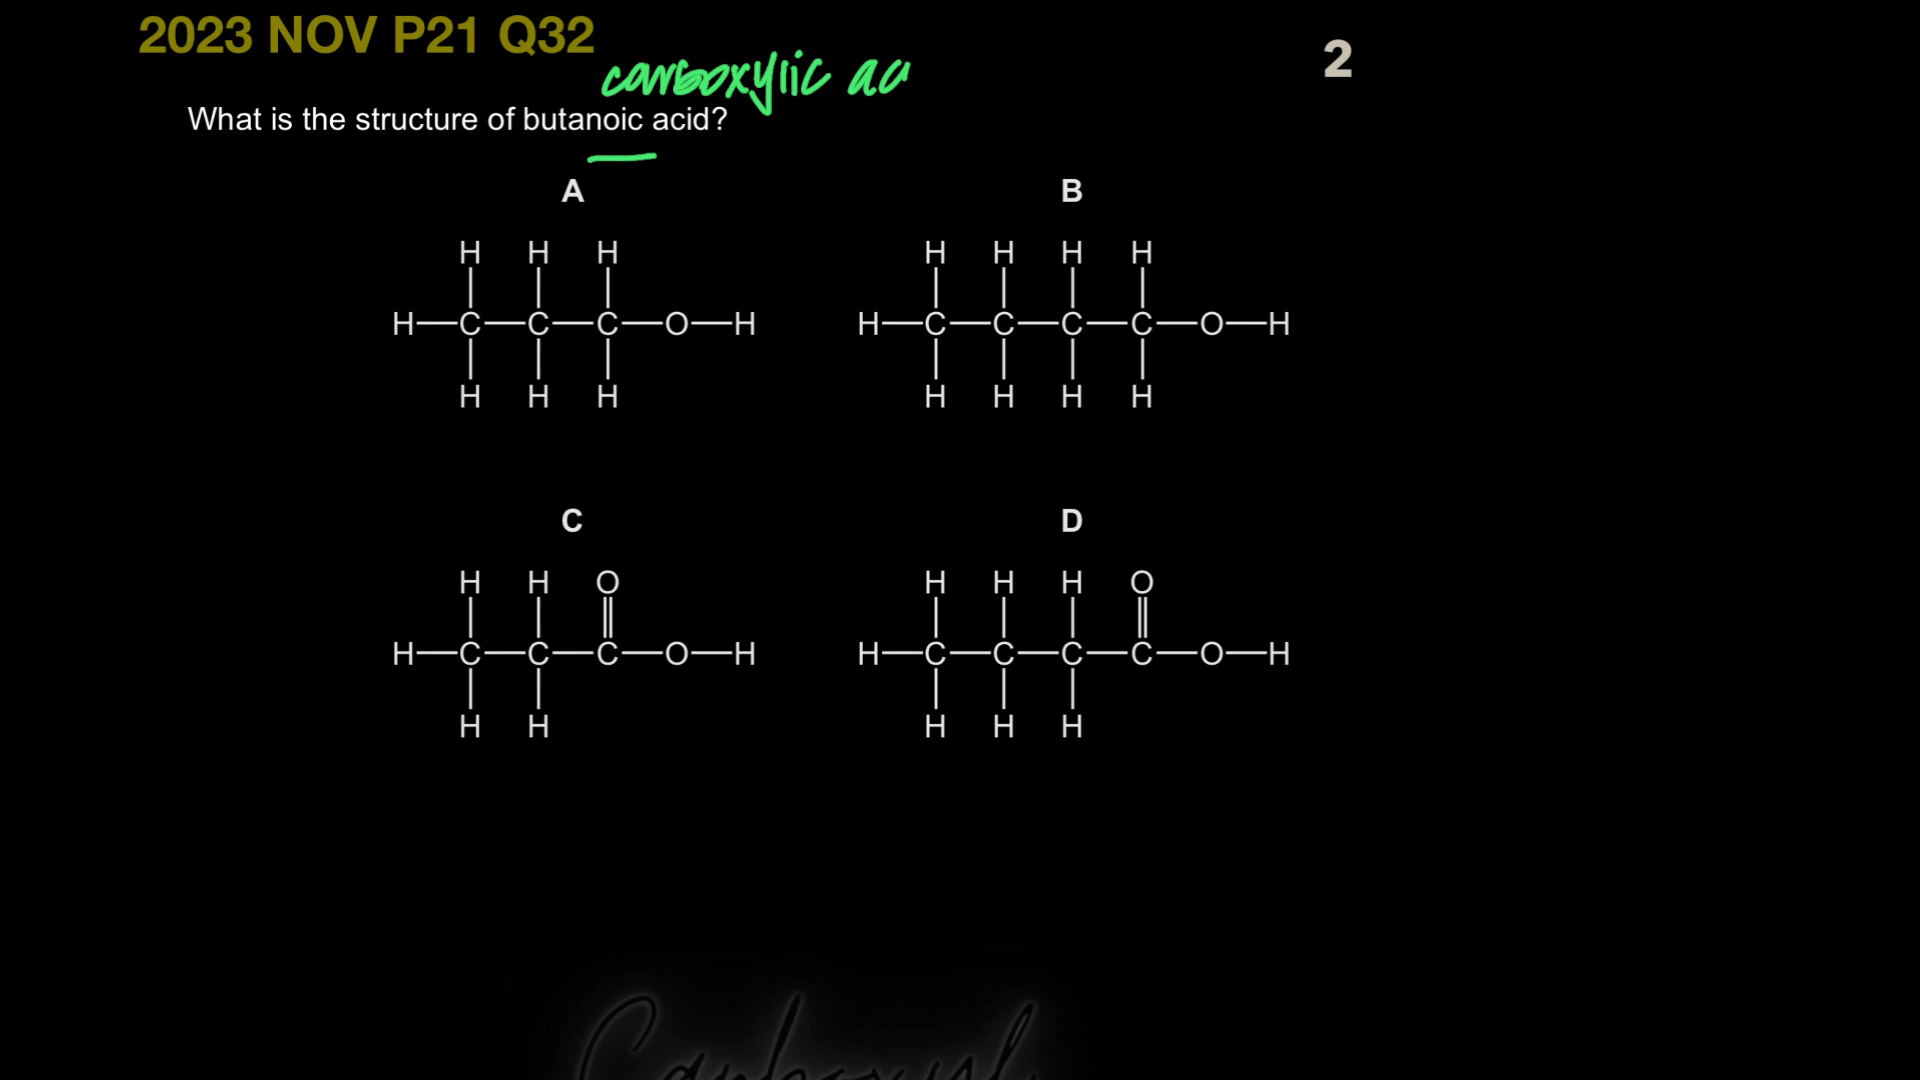 2023 NOV P21 Q32
2
carboxylic ac
What is the structure of butanoic acid?
A B
H H H H H H H
H C C C O H H C C C C O H
H H H H H H H
C D
H H O H H H O
H C C C O H H C C C C O H
H H H H H